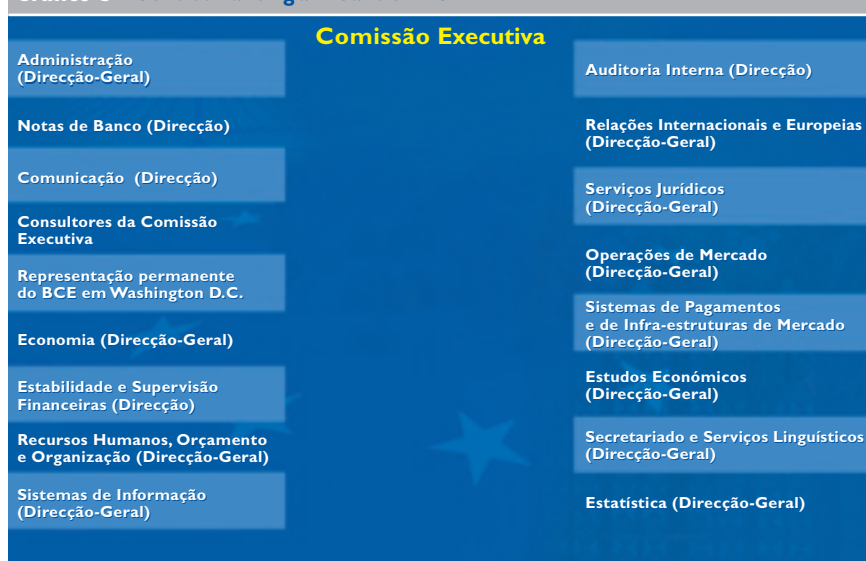 Comissão Executiva
Administração
(Direcção-Geral)
Notas de Banco (Direcção)
Comunicação (Direcção)
Consultores da Comissão
Executiva
Representação permanente
do BCE em Washington D.C.
Economia (Direcção-Geral)
Estabilidade e Supervisão
Financeiras (Direcção)
Recursos Humanos, Orçamento
e Organização (Direcção-Geral)
Sistemas de Informação
(Direcção-Geral)
Auditoria Interna (Direcção)
Relações Internacionais e Europeias
(Direcção-Geral)
Serviços Jurídicos
(Direcção-Geral)
Operações de Mercado
(Direcção-Geral)
Sistemas de Pagamentos
e de Infra-estruturas de Mercado
(Direcção-Geral)
Estudos Económicos
(Direcção-Geral)
Secretariado e Serviços Linguísticos
(Direcção-Geral)
Estatística (Direcção-Geral)